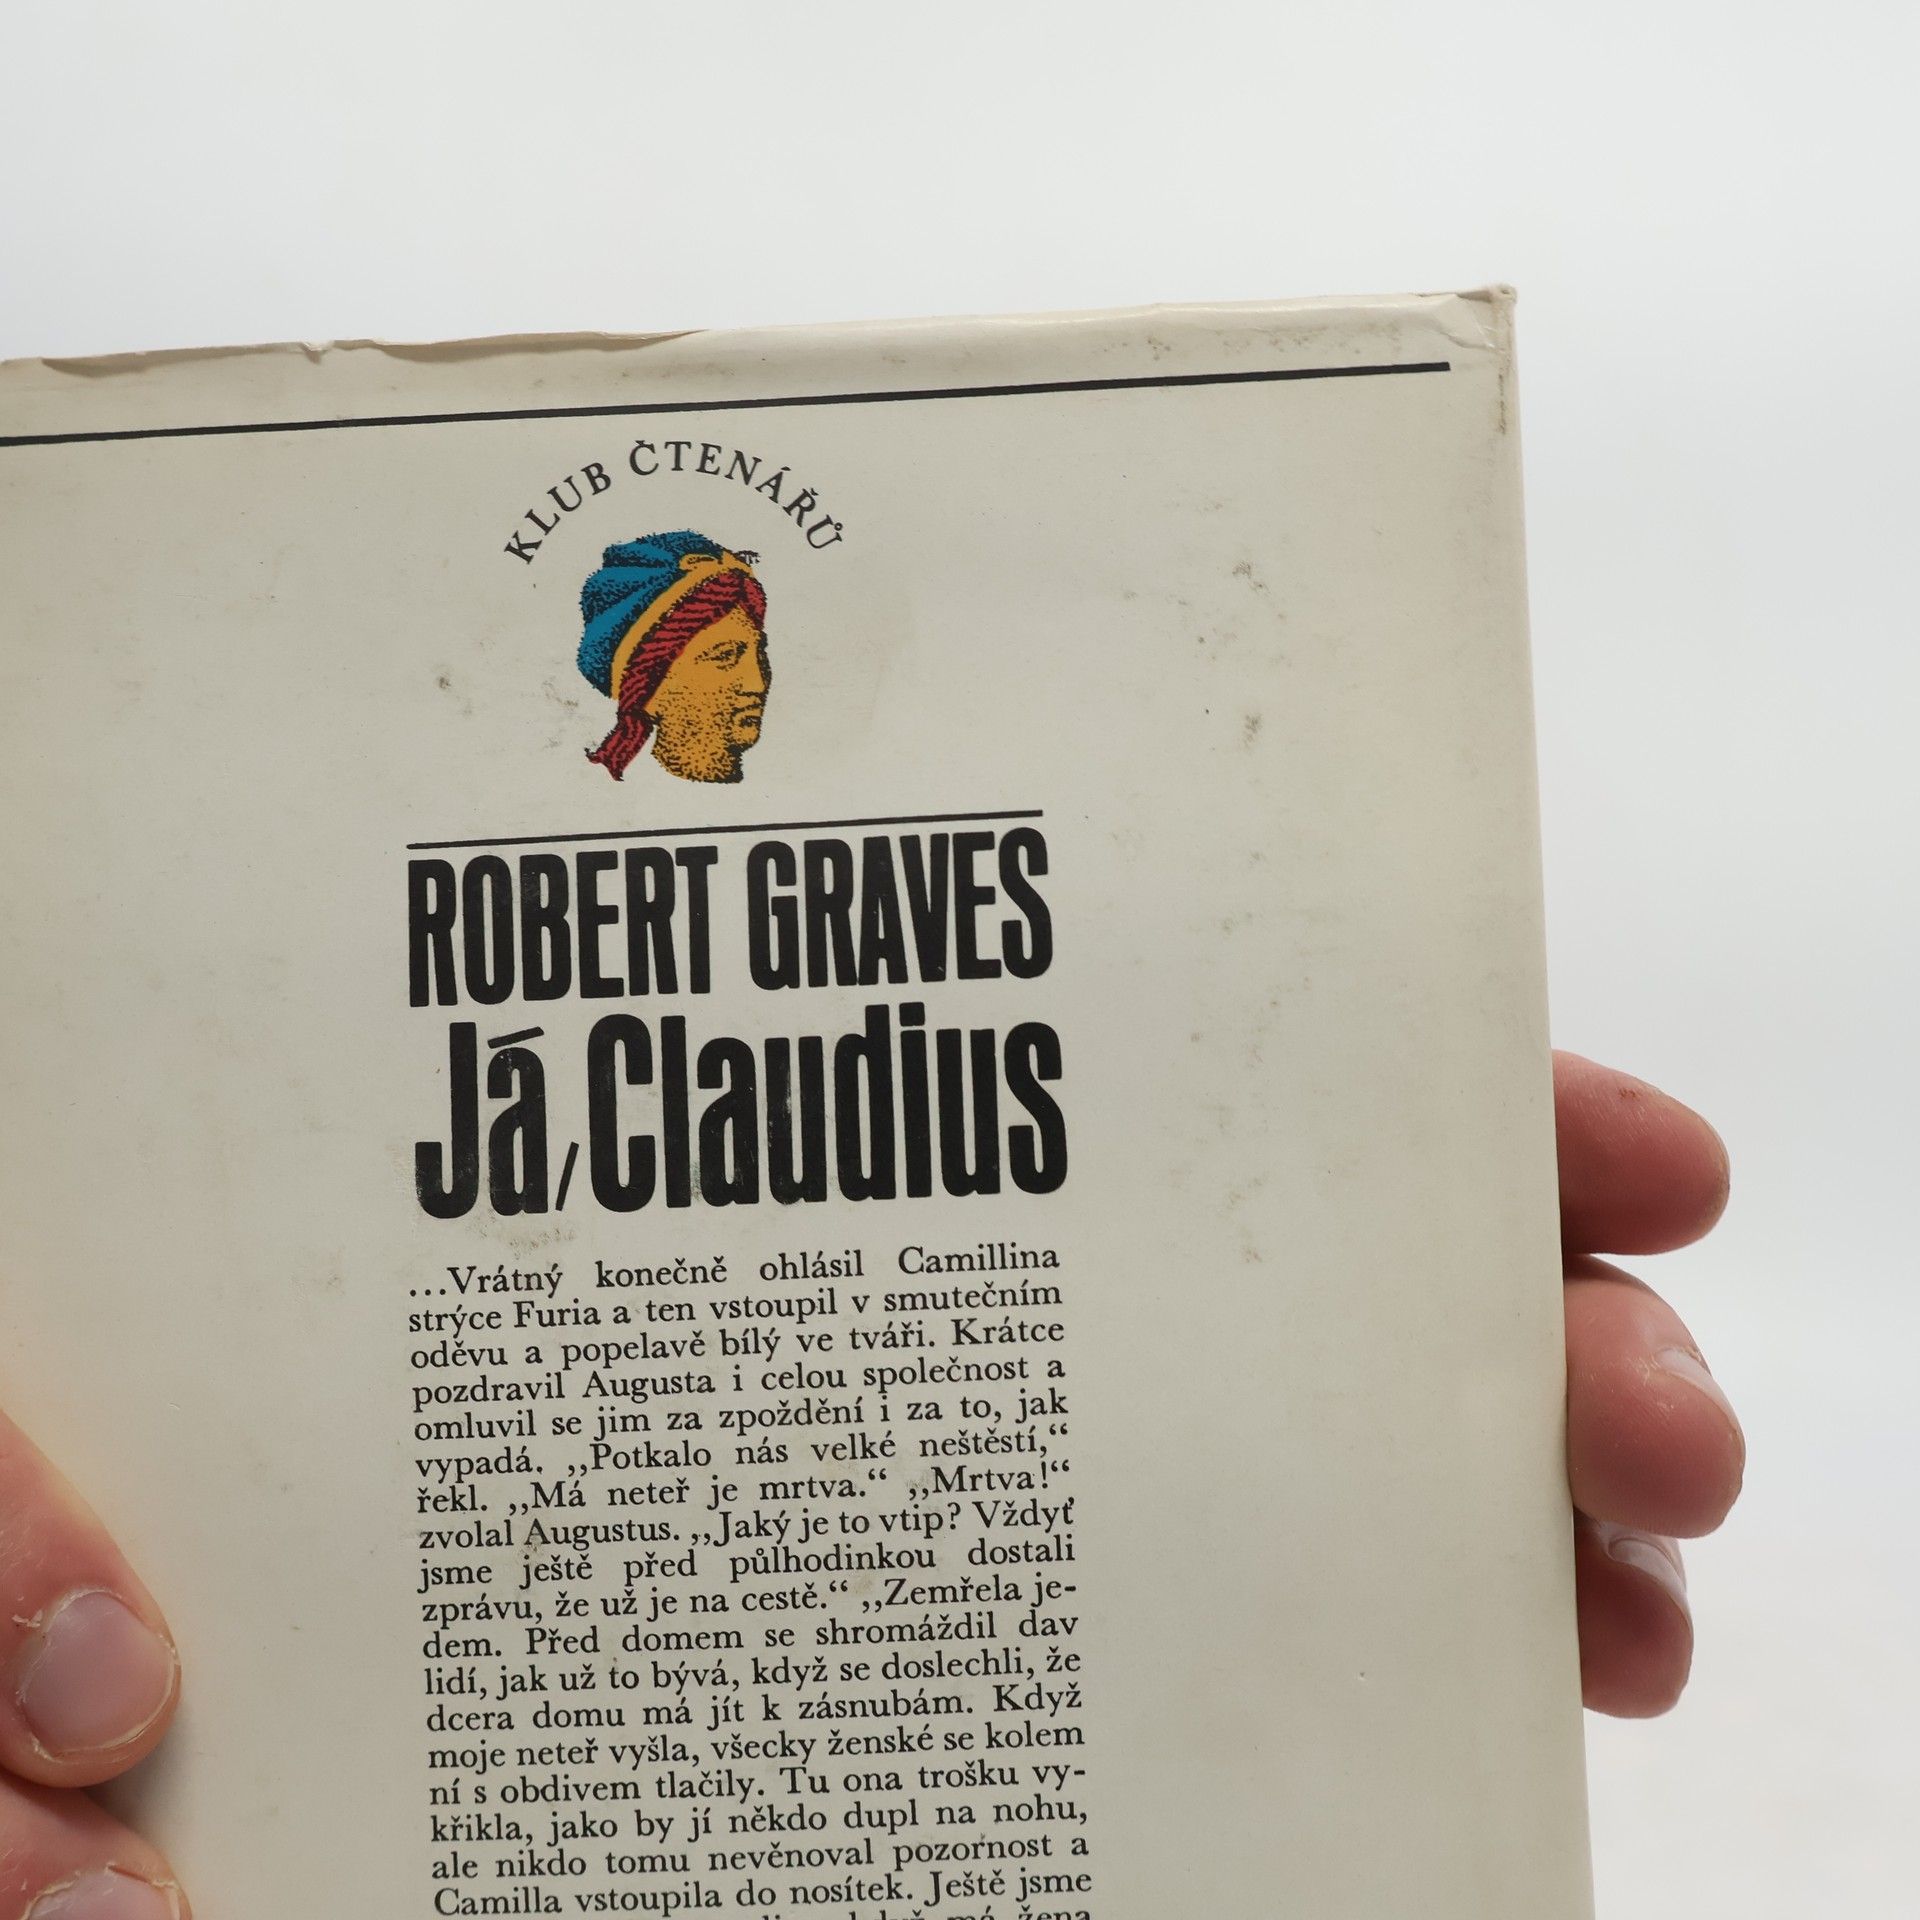 KLUB ČTENÁŘŮ
ROBERT GRAVES
Já, Claudius
...Vrátný konečně ohlásil Camillina
strýce Furia a ten vstoupil v smutečním
oděvu a popelavě bílý ve tváři. Krátce
pozdravil Augusta i celou společnost a
omluvil se jim za zpoždění i za to, jak
vypadá. „Potkalo nás velké neštěstí,“
řekl. „Má neteř je mrtva.“ „Mrtva!“
zvolal Augustus. „Jaký je to vtip? Vždyť
jsme ještě před půlhodinkou dostali
zprávu, že už je na cestě.“ „Zemřela je-
dem. Před domem se shromáždil dav
lidí, jak už to bývá, když se doslechli, že
dcera domu má jít k zásnubám. Když
moje neteř vyšla, všecky ženské se kolem
ní s obdivem tlačily. Tu ona trošku vy-
křikla, jako by jí někdo dupl na nohu,
ale nikdo tomu nevěnoval pozornost a
Camilla vstoupila do nosítek. Ještě jsme
když má žena